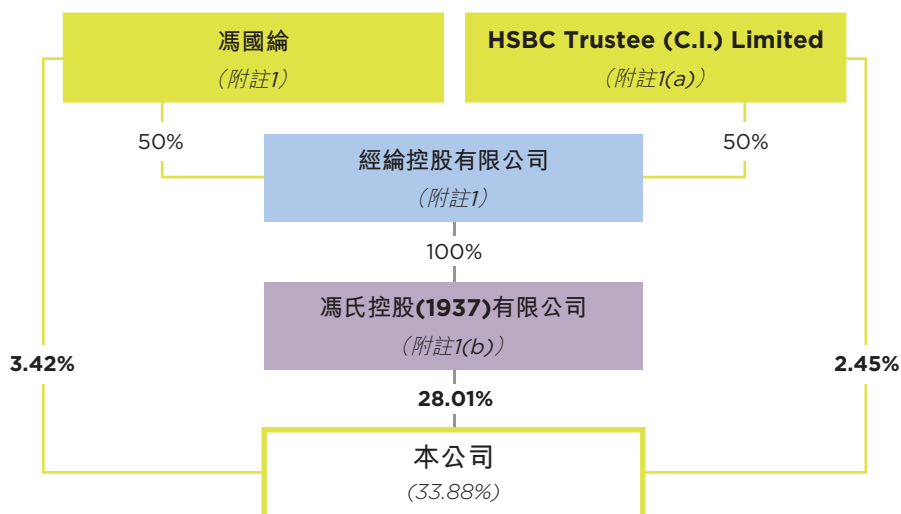 馮國綸
（附註1）
HSBC Trustee (C.I.) Limited
（附註1(a)）
50%
50%
經綸控股有限公司
（附註1）
100%
馮氏控股(1937)有限公司
（附註1(b)）
3.42%
2.45%
28.01%
本公司
(33.88%)